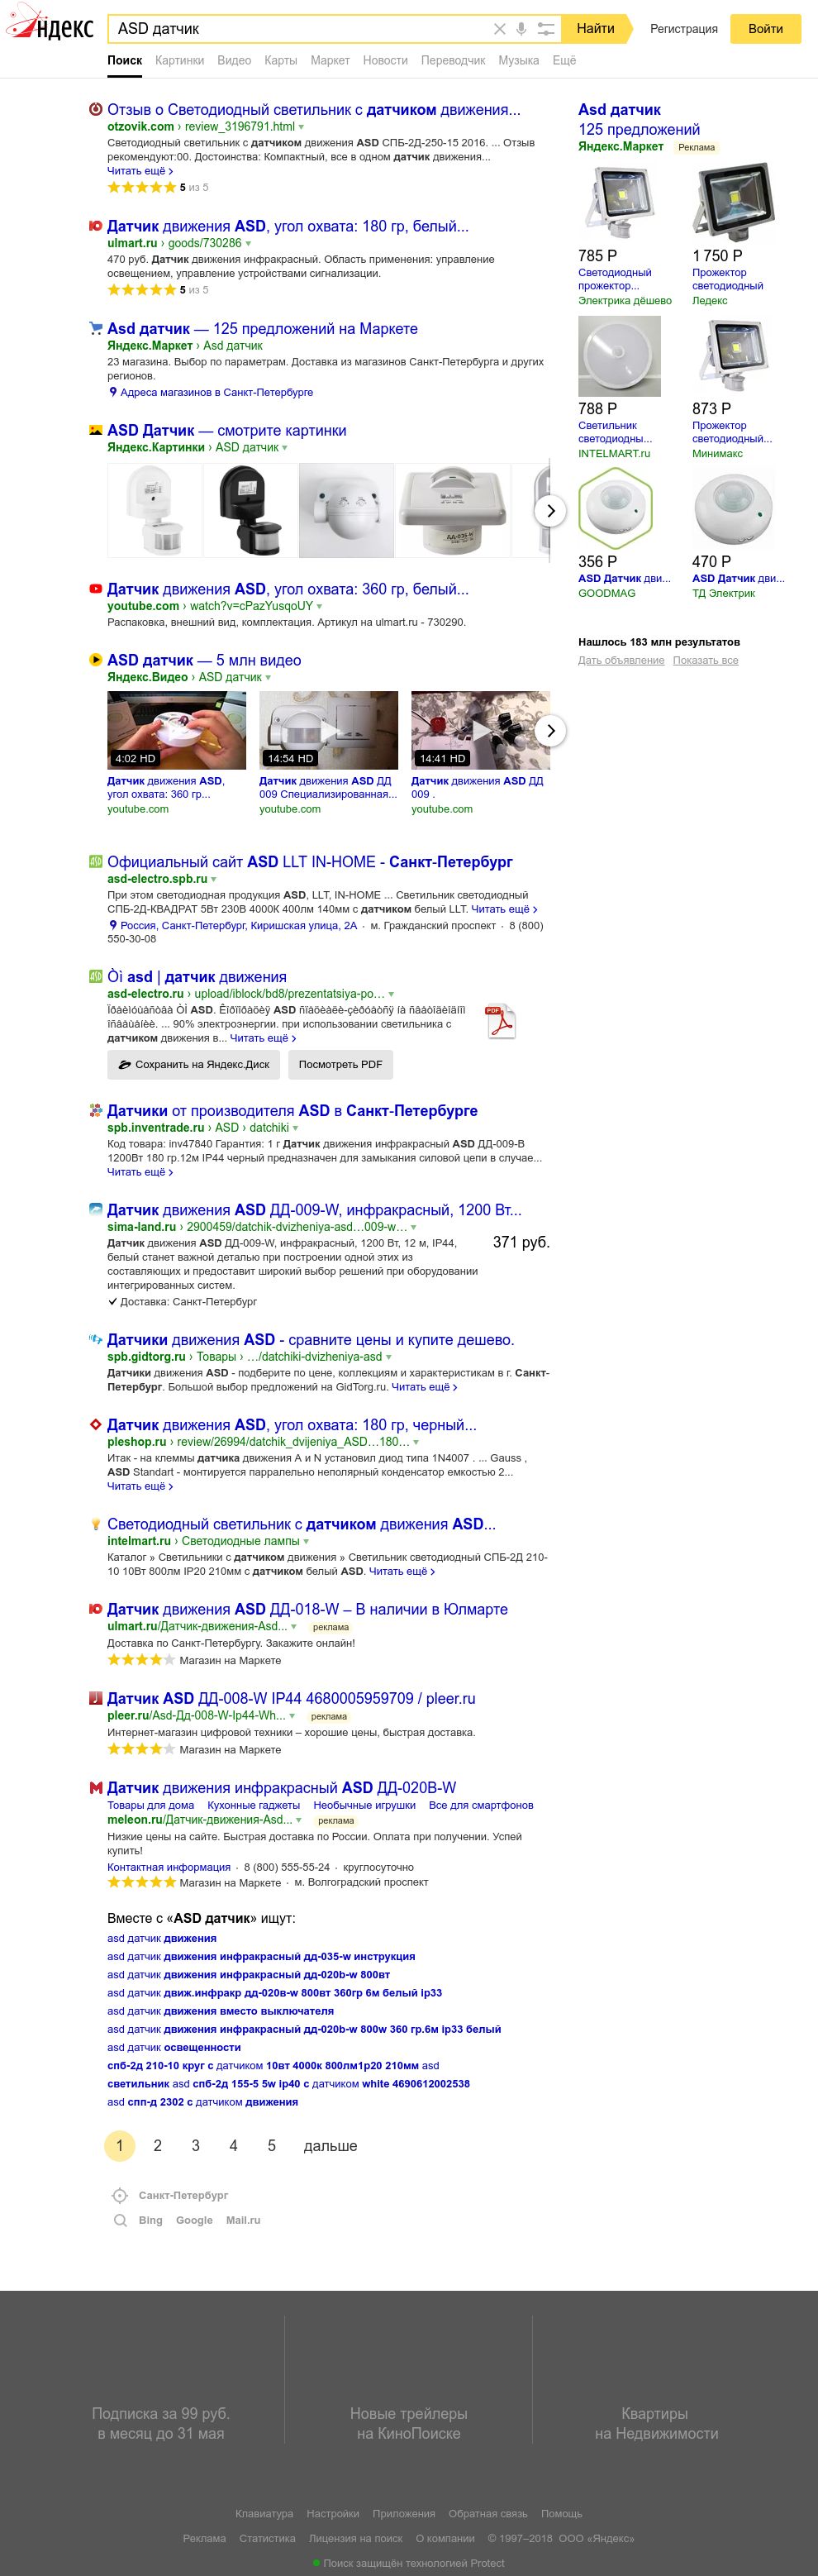 Яндекс
ASD датчик
Найти
Регистрация
Войти
Поиск Картинки Видео Карты Маркет Новости Переводчик Музыка Ещё
Отзыв о Светодиодный светильник с датчиком движения...
otzovik.com › review_3196791.html
Светодиодный светильник с датчиком движения ASD СПБ-2Д-250-15 2016. ... Отзыв
рекомендуют:00. Достоинства: Компактный, все в одном датчик движения...
Читать ещё ›
5 из 5
Датчик движения ASD, угол охвата: 180 гр, белый...
ulmart.ru › goods/730286
470 руб. Датчик движения инфракрасный. Область применения: управление
освещением, управление устройствами сигнализации.
5 из 5
Asd датчик — 125 предложений на Маркете
Яндекс.Маркет › Asd датчик
23 магазина. Выбор по параметрам. Доставка из магазинов Санкт-Петербурга и других
регионов.
Адреса магазинов в Санкт-Петербурге
ASD Датчик — смотрите картинки
Яндекс.Картинки › ASD датчик
Датчик движения ASD, угол охвата: 360 гр, белый...
youtube.com › watch?v=cPazYusqoUY
Распаковка, внешний вид, комплектация. Артикул на ulmart.ru - 730290.
ASD датчик — 5 млн видео
Яндекс.Видео › ASD датчик
4:02 HD
14:54 HD
14:41 HD
Датчик движения ASD,
угол охвата: 360 гр...
youtube.com
Датчик движения ASD ДД
009 Специализированная...
youtube.com
Датчик движения ASD ДД
009 .
youtube.com
Официальный сайт ASD LLT IN-HOME - Санкт-Петербург
asd-electro.spb.ru
При этом светодиодная продукция ASD, LLT, IN-HOME ... Светильник светодиодный
СПБ-2Д-КВАДРАТ 5Вт 230В 4000К 400лм 140мм с датчиком белый LLT. Читать ещё ›
Россия, Санкт-Петербург, Киришская улица, 2А · м. Гражданский проспект · 8 (800)
550-30-08
Òì asd | датчик движения
asd-electro.ru › upload/iblock/bd8/prezentatsiya-po…
датчиком движения в... Читать ещё ›
PDF
Сохранить на Яндекс.Диск
Посмотреть PDF
Датчики от производителя ASD в Санкт-Петербурге
spb.inventrade.ru › ASD › datchiki
Код товара: inv47840 Гарантия: 1 г Датчик движения инфракрасный ASD ДД-009-В
1200Вт 180 гр.12м IP44 черный предназначен для замыкания силовой цепи в случае...
Читать ещё ›
Датчик движения ASD ДД-009-W, инфракрасный, 1200 Вт...
sima-land.ru › 2900459/datchik-dvizheniya-asd…009-w…
Датчик движения ASD ДД-009-W, инфракрасный, 1200 Вт, 12 м, IP44,
белый станет важной деталью при построении одной этих из
составляющих и предоставит широкий выбор решений при оборудовании
интегрированных систем.
371 руб.
Доставка: Санкт-Петербург
Датчики движения ASD - сравните цены и купите дешево.
spb.gidtorg.ru › Товары › …/datchiki-dvizheniya-asd
Датчики движения ASD - подберите по цене, коллекциям и характеристикам в г. Санкт-
Петербург. Большой выбор предложений на GidTorg.ru. Читать ещё ›
Датчик движения ASD, угол охвата: 180 гр, черный...
pleshop.ru › review/26994/datchik_dvijeniya_ASD…180…
Итак - на клеммы датчика движения А и N установил диод типа 1N4007 . ... Gauss ,
ASD Standart - монтируется парралельно неполярный конденсатор емкостью 2...
Читать ещё ›
Светодиодный светильник с датчиком движения ASD...
intelmart.ru › Светодиодные лампы
Каталог » Светильники с датчиком движения » Светильник светодиодный СПБ-2Д 210-
10 10Вт 800лм IP20 210мм с датчиком белый ASD. Читать ещё ›
Датчик движения ASD ДД-018-W – В наличии в Юлмарте
ulmart.ru/Датчик-движения-Asd... реклама
Доставка по Санкт-Петербургу. Закажите онлайн!
Магазин на Маркете
Датчик ASD ДД-008-W IP44 4680005959709 / pleer.ru
pleer.ru/Asd-Дд-008-W-Ip44-Wh... реклама
Интернет-магазин цифровой техники – хорошие цены, быстрая доставка.
Магазин на Маркете
Датчик движения инфракрасный ASD ДД-020В-W
Товары для дома Кухонные гаджеты Необычные игрушки Все для смартфонов
meleon.ru/Датчик-движения-Asd... реклама
Низкие цены на сайте. Быстрая доставка по России. Оплата при получении. Успей
купить!
Контактная информация · 8 (800) 555-55-24 · круглосуточно
Магазин на Маркете · м. Волгоградский проспект
Вместе с «ASD датчик» ищут:
asd датчик движения
asd датчик движения инфракрасный дд-035-w инструкция
asd датчик движения инфракрасный дд-020b-w 800вт
asd датчик движ.инфракр дд-020в-w 800вт 360гр 6м белый ip33
asd датчик движения вместо выключателя
asd датчик движения инфракрасный дд-020b-w 800w 360 гр.6м ip33 белый
asd датчик освещенности
спб-2д 210-10 круг с датчиком 10вт 4000к 800лм1р20 210мм asd
светильник asd спб-2д 155-5 5w ip40 с датчиком white 4690612002538
asd спп-д 2302 с датчиком движения
1 2 3 4 5 дальше
Санкт-Петербург
Bing Google Mail.ru
Asd датчик
125 предложений
Яндекс.Маркет Реклама
785 Р
Светодиодный
прожектор...
Электрика дёшево
1 750 Р
Прожектор
светодиодный
Ледекс
788 Р
Светильник
светодиодны...
INTELMART.ru
873 Р
Прожектор
светодиодный...
Минимакс
356 Р
ASD Датчик дви...
GOODMAG
470 Р
ASD Датчик дви...
ТД Электрик
Нашлось 183 млн результатов
Дать объявление Показать все
Подписка за 99 руб.
в месяц до 31 мая
Новые трейлеры
на КиноПоиске
Квартиры
на Недвижимости
Клавиатура Настройки Приложения Обратная связь Помощь
Реклама Статистика Лицензия на поиск О компании © 1997–2018 ООО «Яндекс»
Поиск защищён технологией Protect